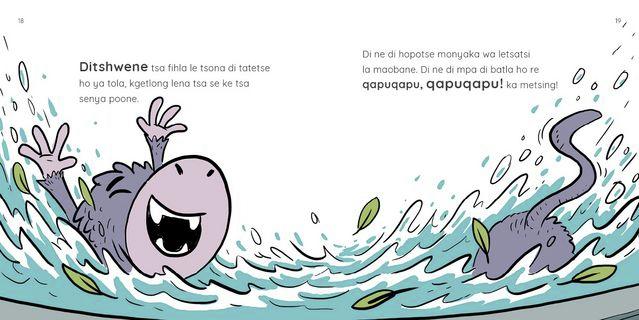 18
Ditshwene tsa fihla le tsona di tatetse
ho ya tola, kgetlong lena tsa se ke tsa
senya poone.
19
Di ne di hopotse monyaka wa letsatsi
la maobane. Di ne di mpa di batla ho re
qapuqapu, qapuqapu! ka metsing!